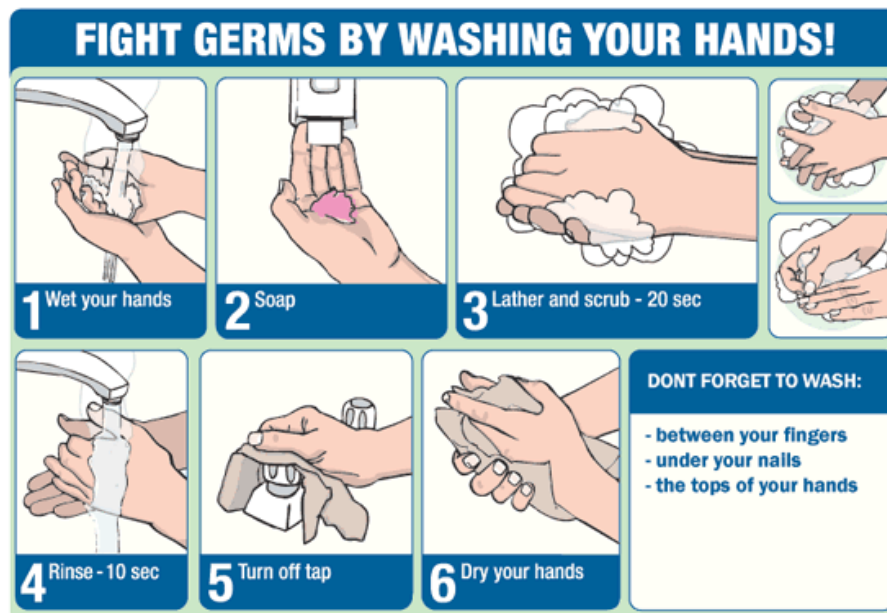 FIGHT GERMS BY WASHING YOUR HANDS!
1 Wet your hands
2 Soap
3 Lather and scrub - 20 sec
4 Rinse - 10 sec
5 Turn off tap
6 Dry your hands
DONT FORGET TO WASH:
- between your fingers
- under your nails
- the tops of your hands